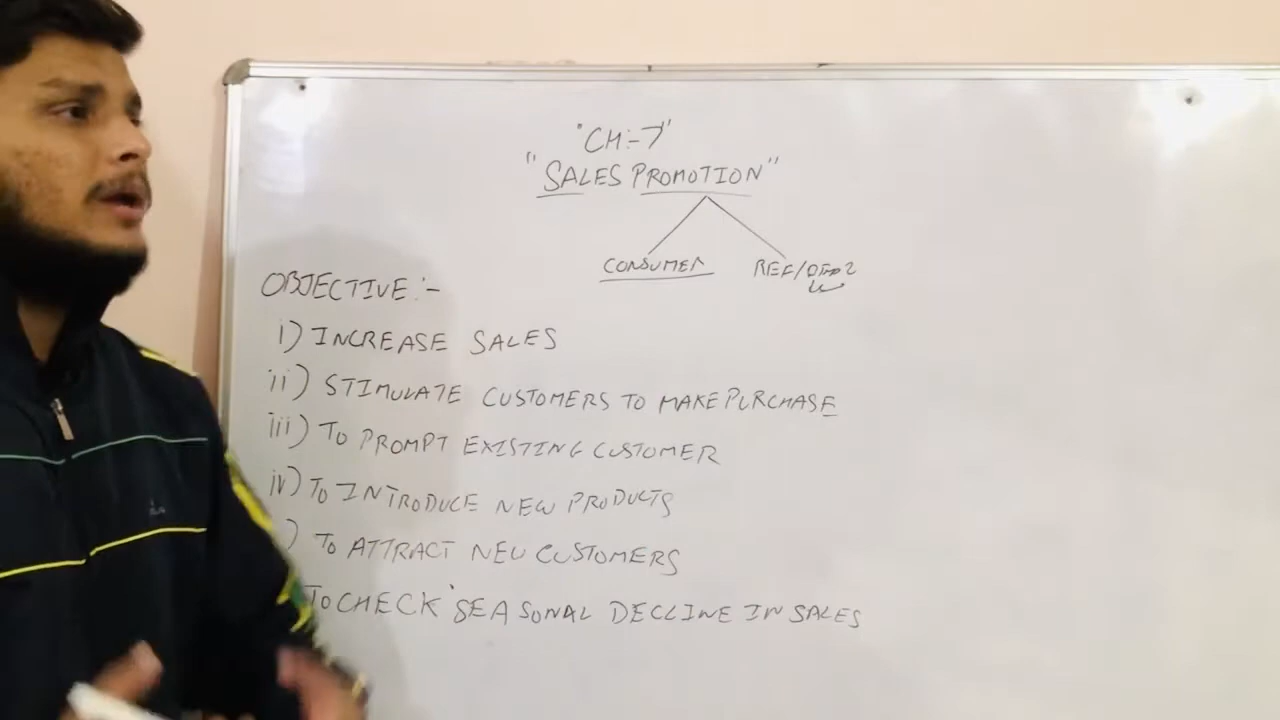 "CH:-7"
"SALES PROMOTION"
CONSUMER REF/
OBJECTIVE:-
i) INCREASE SALES
ii) STIMULATE CUSTOMERS TO MAKE PURCHASE
iii) TO PROMPT EXISTING CUSTOMER
iv) TO INTRODUCE NEW PRODUCTS
) TO ATTRACT NEW CUSTOMERS
TO CHECK SEASONAL DECLINE IN SALES